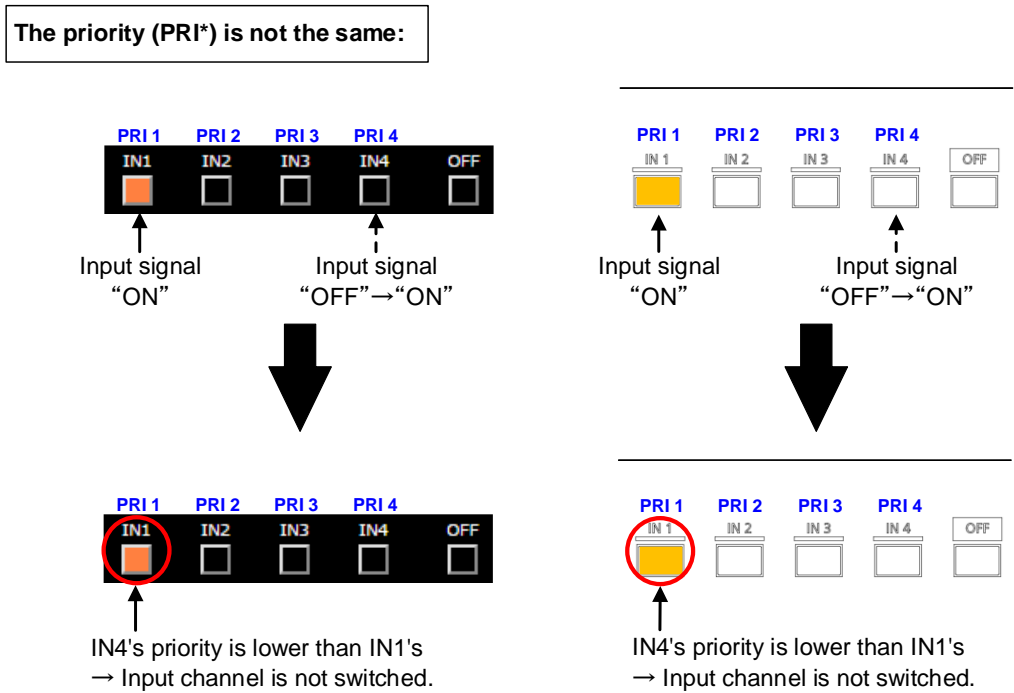 The priority (PRI*) is not the same:
PRI 1 PRI 2 PRI 3 PRI 4
IN1 IN2 IN3 IN4 OFF
Input signal
“ON”
Input signal
“OFF”→“ON”
PRI 1 PRI 2 PRI 3 PRI 4
IN 1 IN 2 IN 3 IN 4 OFF
Input signal
“ON”
Input signal
“OFF”→“ON”
PRI 1 PRI 2 PRI 3 PRI 4
IN1 IN2 IN3 IN4 OFF
IN4's priority is lower than IN1's
→ Input channel is not switched.
PRI 1 PRI 2 PRI 3 PRI 4
IN 1 IN 2 IN 3 IN 4 OFF
IN4's priority is lower than IN1's
→ Input channel is not switched.